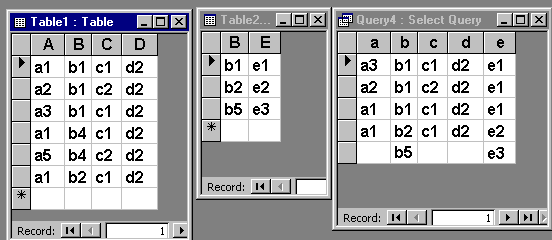 Table1 : Table
A B C D
a1 b1 c1 d2
a2 b1 c2 d2
a3 b1 c1 d2
a1 b4 c1 d2
a5 b4 c2 d2
a1 b2 c1 d2
Record: 1
Table2...
B E
b1 e1
b2 e2
b5 e3
Record:
Query4 : Select Query
a b c d e
a3 b1 c1 d2 e1
a2 b1 c2 d2 e1
a1 b1 c1 d2 e1
a1 b2 c1 d2 e2
b5 e3
Record: 1